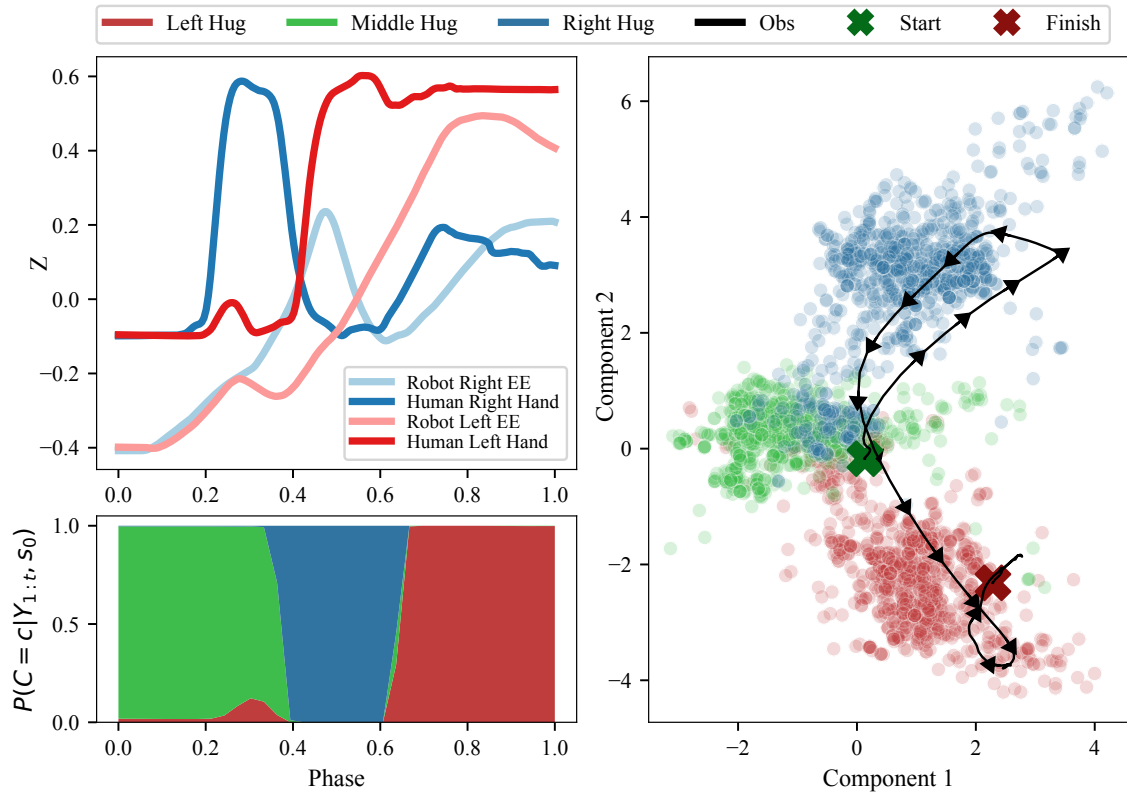 Left Hug Middle Hug Right Hug Obs Start Finish
0.6
0.4
0.2
0.0
−0.2
−0.4
Z
0.0 0.2 0.4 0.6 0.8 1.0
Robot Right EE
Human Right Hand
Robot Left EE
Human Left Hand
1.0
0.5
0.0
P(C = c|Y1:t, s0)
0.0 0.2 0.4 0.6 0.8 1.0
Phase
6
4
2
0
−2
−4
Component 2
−2 0 2 4
Component 1